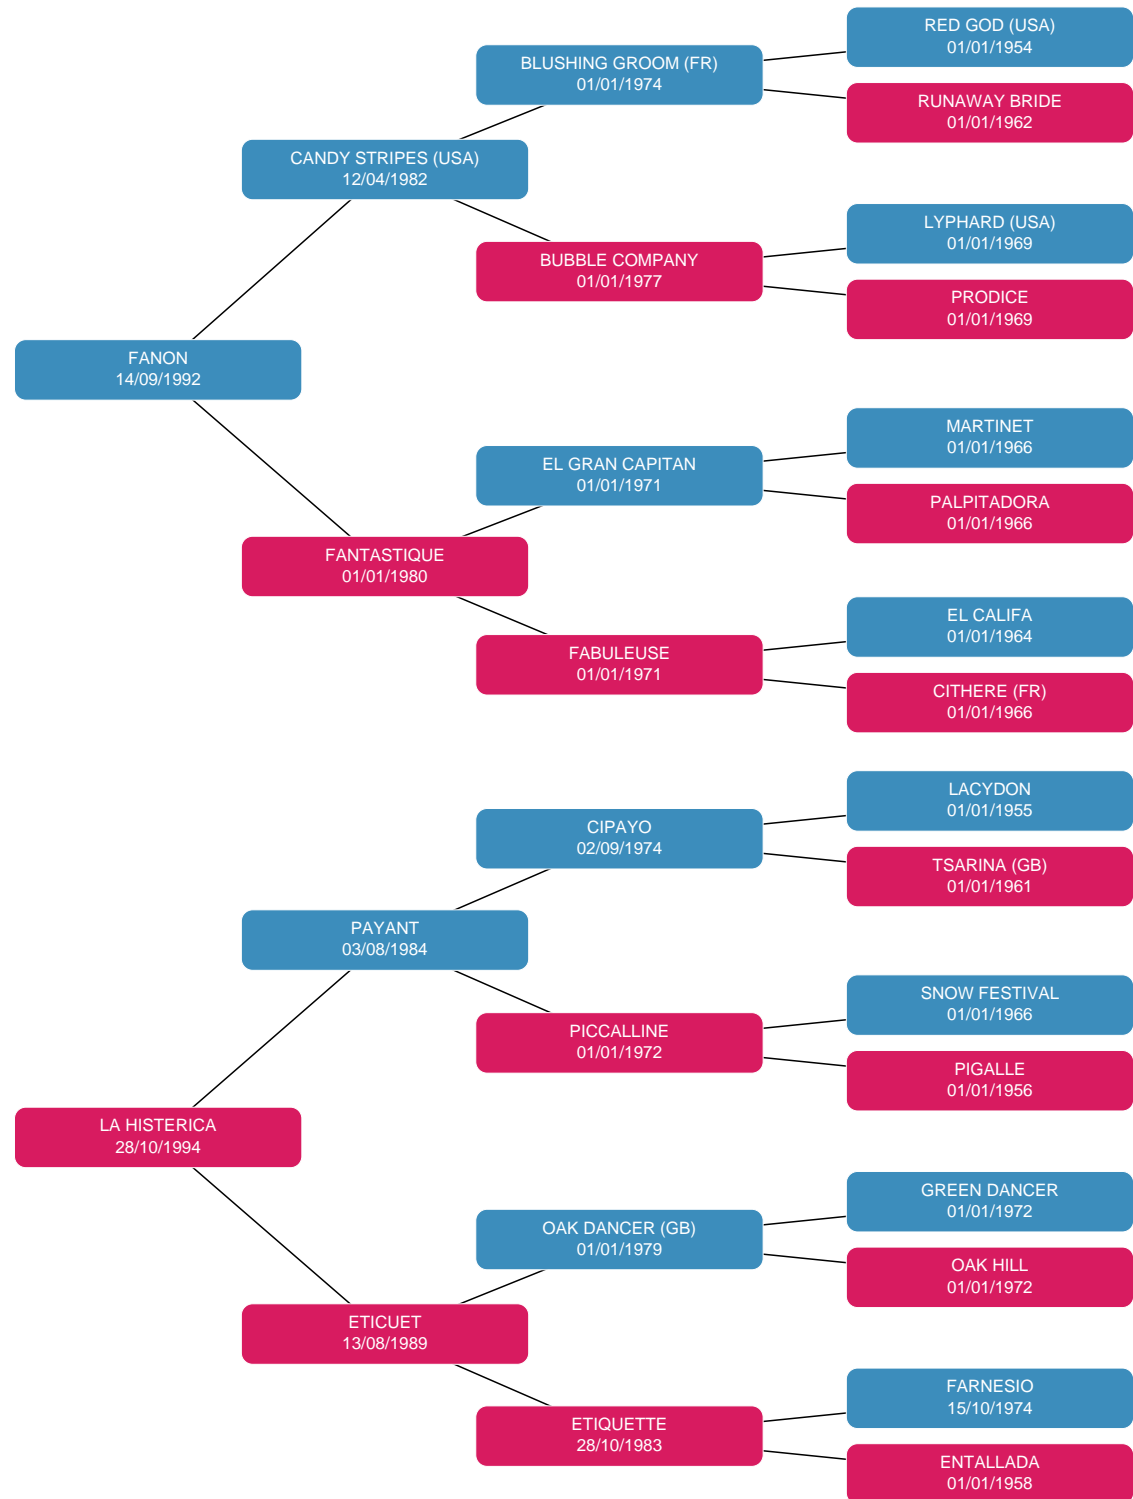 RED GOD (USA)
01/01/1954
BLUSHING GROOM (FR)
01/01/1974
RUNAWAY BRIDE
01/01/1962
CANDY STRIPES (USA)
12/04/1982
LYPHARD (USA)
01/01/1969
BUBBLE COMPANY
01/01/1977
PRODICE
01/01/1969
FANON
14/09/1992
MARTINET
01/01/1966
EL GRAN CAPITAN
01/01/1971
PALPITADORA
01/01/1966
FANTASTIQUE
01/01/1980
EL CALIFA
01/01/1964
FABULEUSE
01/01/1971
CITHERE (FR)
01/01/1966
LACYDON
01/01/1955
CIPAYO
02/09/1974
TSARINA (GB)
01/01/1961
PAYANT
03/08/1984
SNOW FESTIVAL
01/01/1966
PICCALLINE
01/01/1972
PIGALLE
01/01/1956
LA HISTERICA
28/10/1994
GREEN DANCER
01/01/1972
OAK DANCER (GB)
01/01/1979
OAK HILL
01/01/1972
ETICUET
13/08/1989
FARNESIO
15/10/1974
ETIQUETTE
28/10/1983
ENTALLADA
01/01/1958